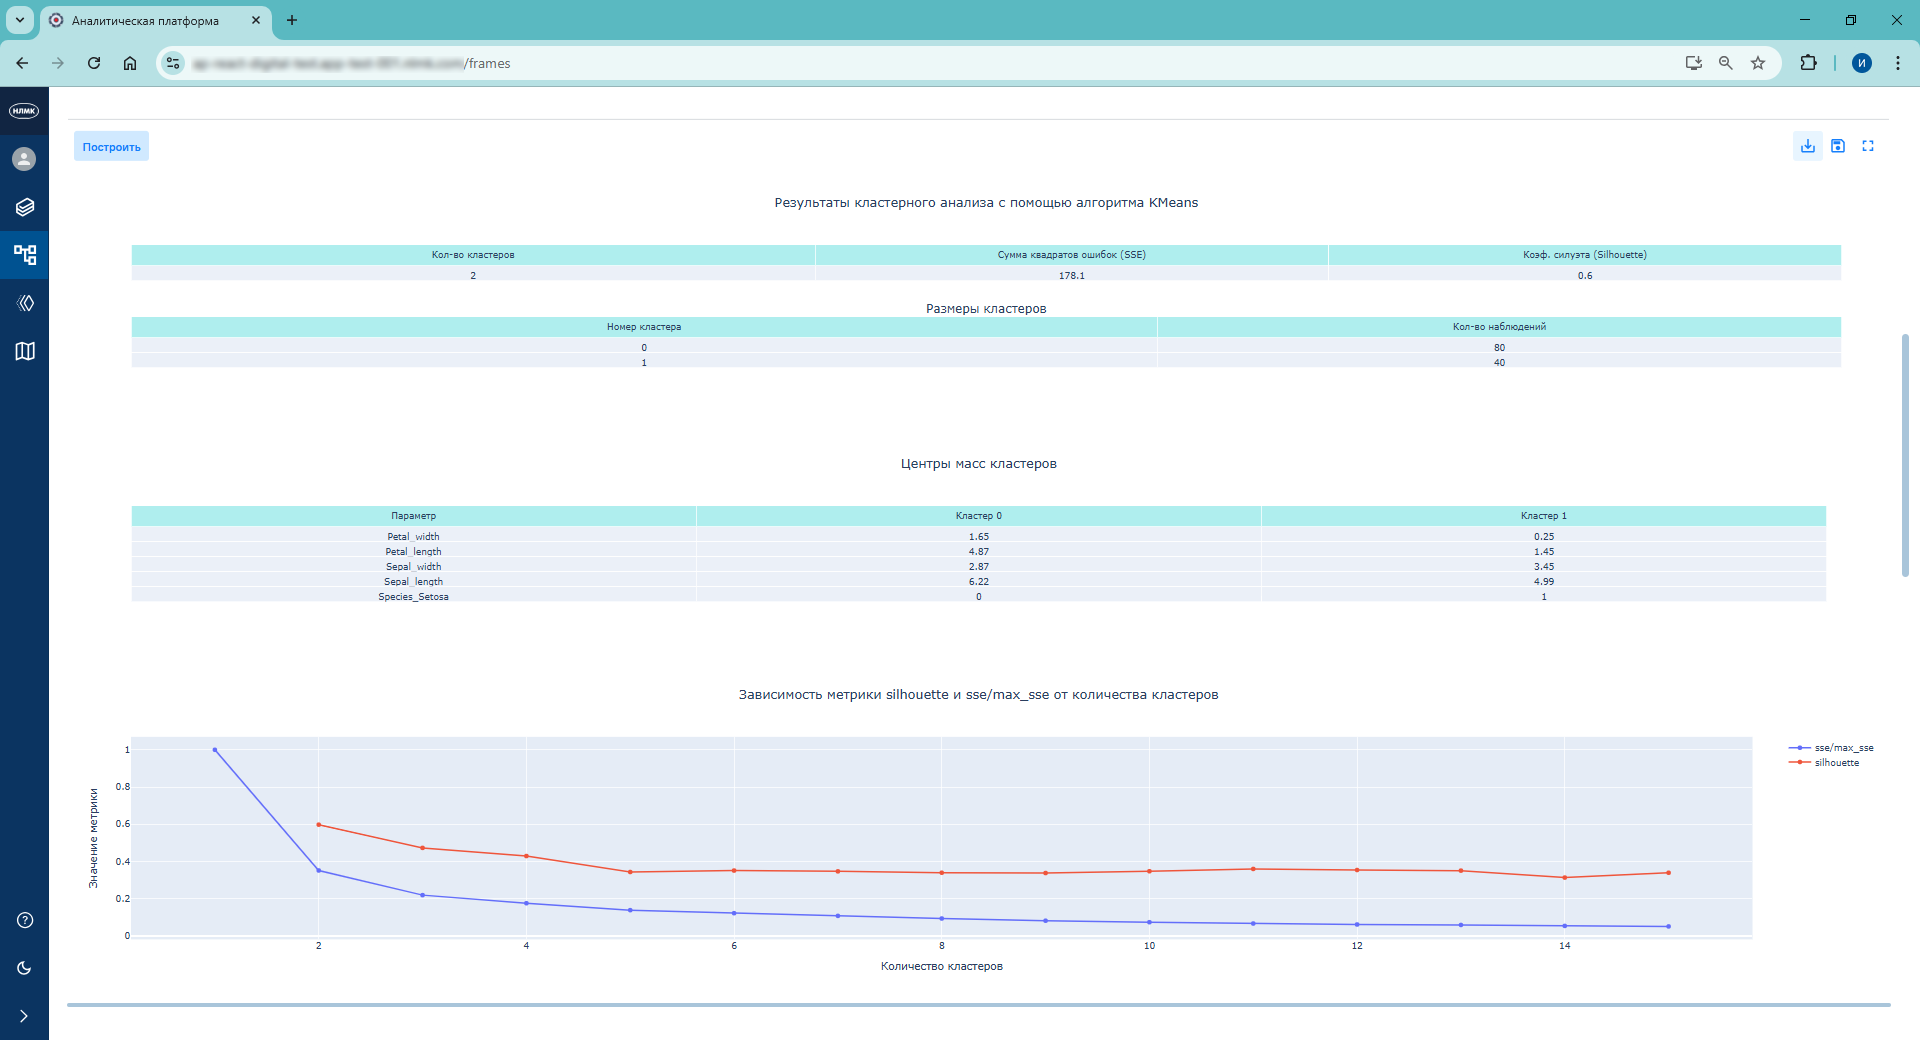 Аналитическая платформа
/frames
НЛМК
И
Построить
Результаты кластерного анализа с помощью алгоритма KMeans
Кол-во кластеров Сумма квадратов ошибок (SSE) Коэф. силуэта (Silhouette)
2 178.1 0.6
Размеры кластеров
Номер кластера Кол-во наблюдений
0 80
1 40
Центры масс кластеров
Параметр Кластер 0 Кластер 1
Petal_width 1.65 0.25
Petal_length 4.87 1.45
Sepal_width 2.87 3.45
Sepal_length 6.22 4.99
Species_Setosa 0 1
Зависимость метрики silhouette и sse/max_sse от количества кластеров
sse/max_sse
silhouette
Значение метрики
1
0.8
0.6
0.4
0.2
0
2 4 6 8 10 12 14
Количество кластеров